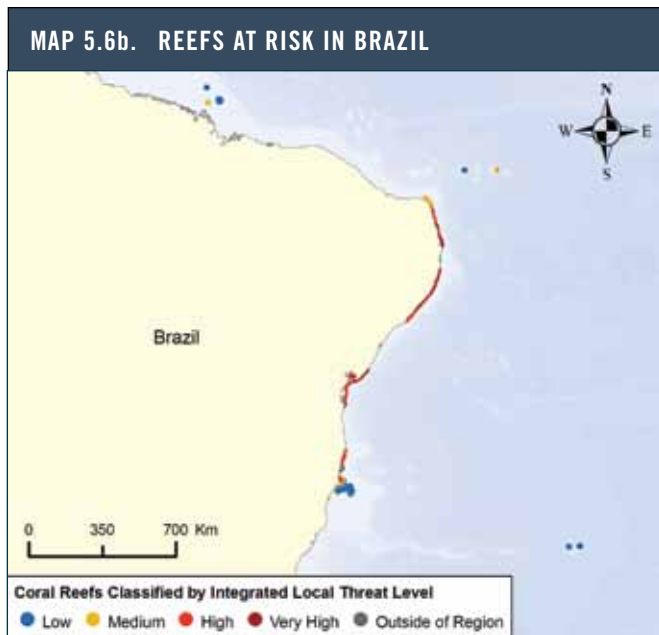 MAP 5.6b. REEFS AT RISK IN BRAZIL
N
W E
S
Brazil
0 350 700 Km
Coral Reefs Classified by Integrated Local Threat Level
Low Medium High Very High Outside of Region